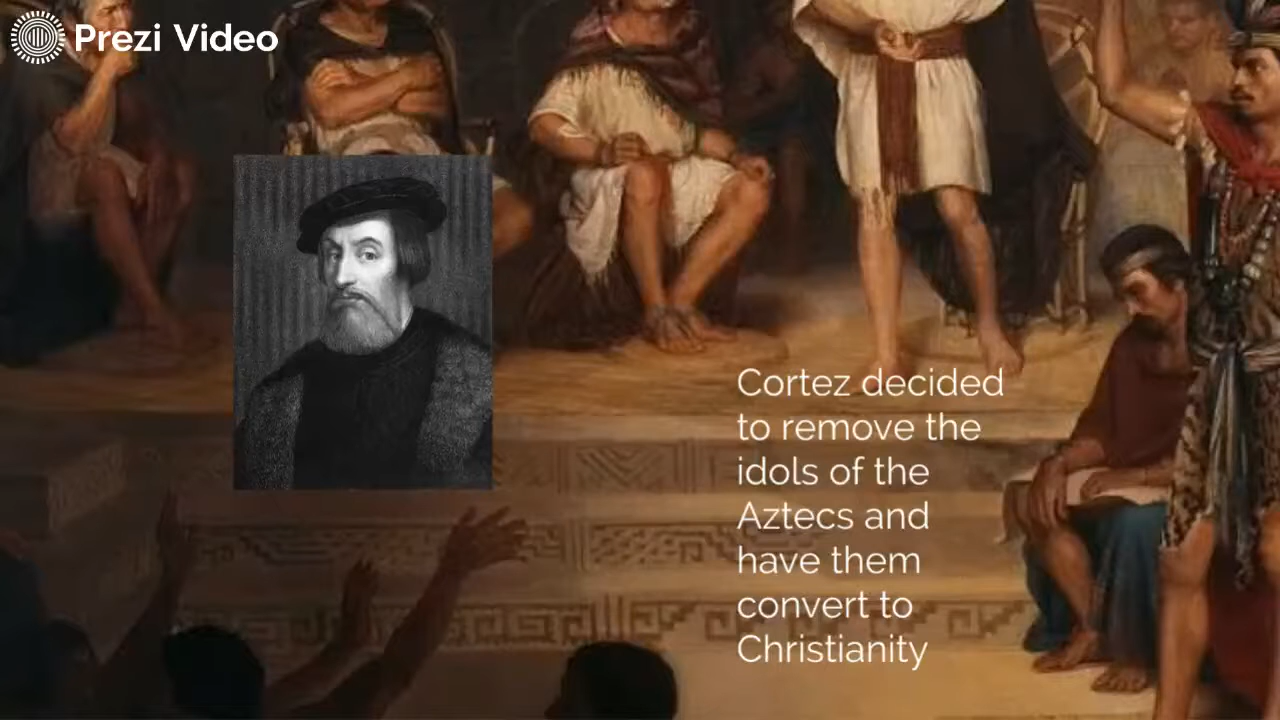 Prezi Video
Cortez decided
to remove the
idols of the
Aztecs and
have them
convert to
Christianity